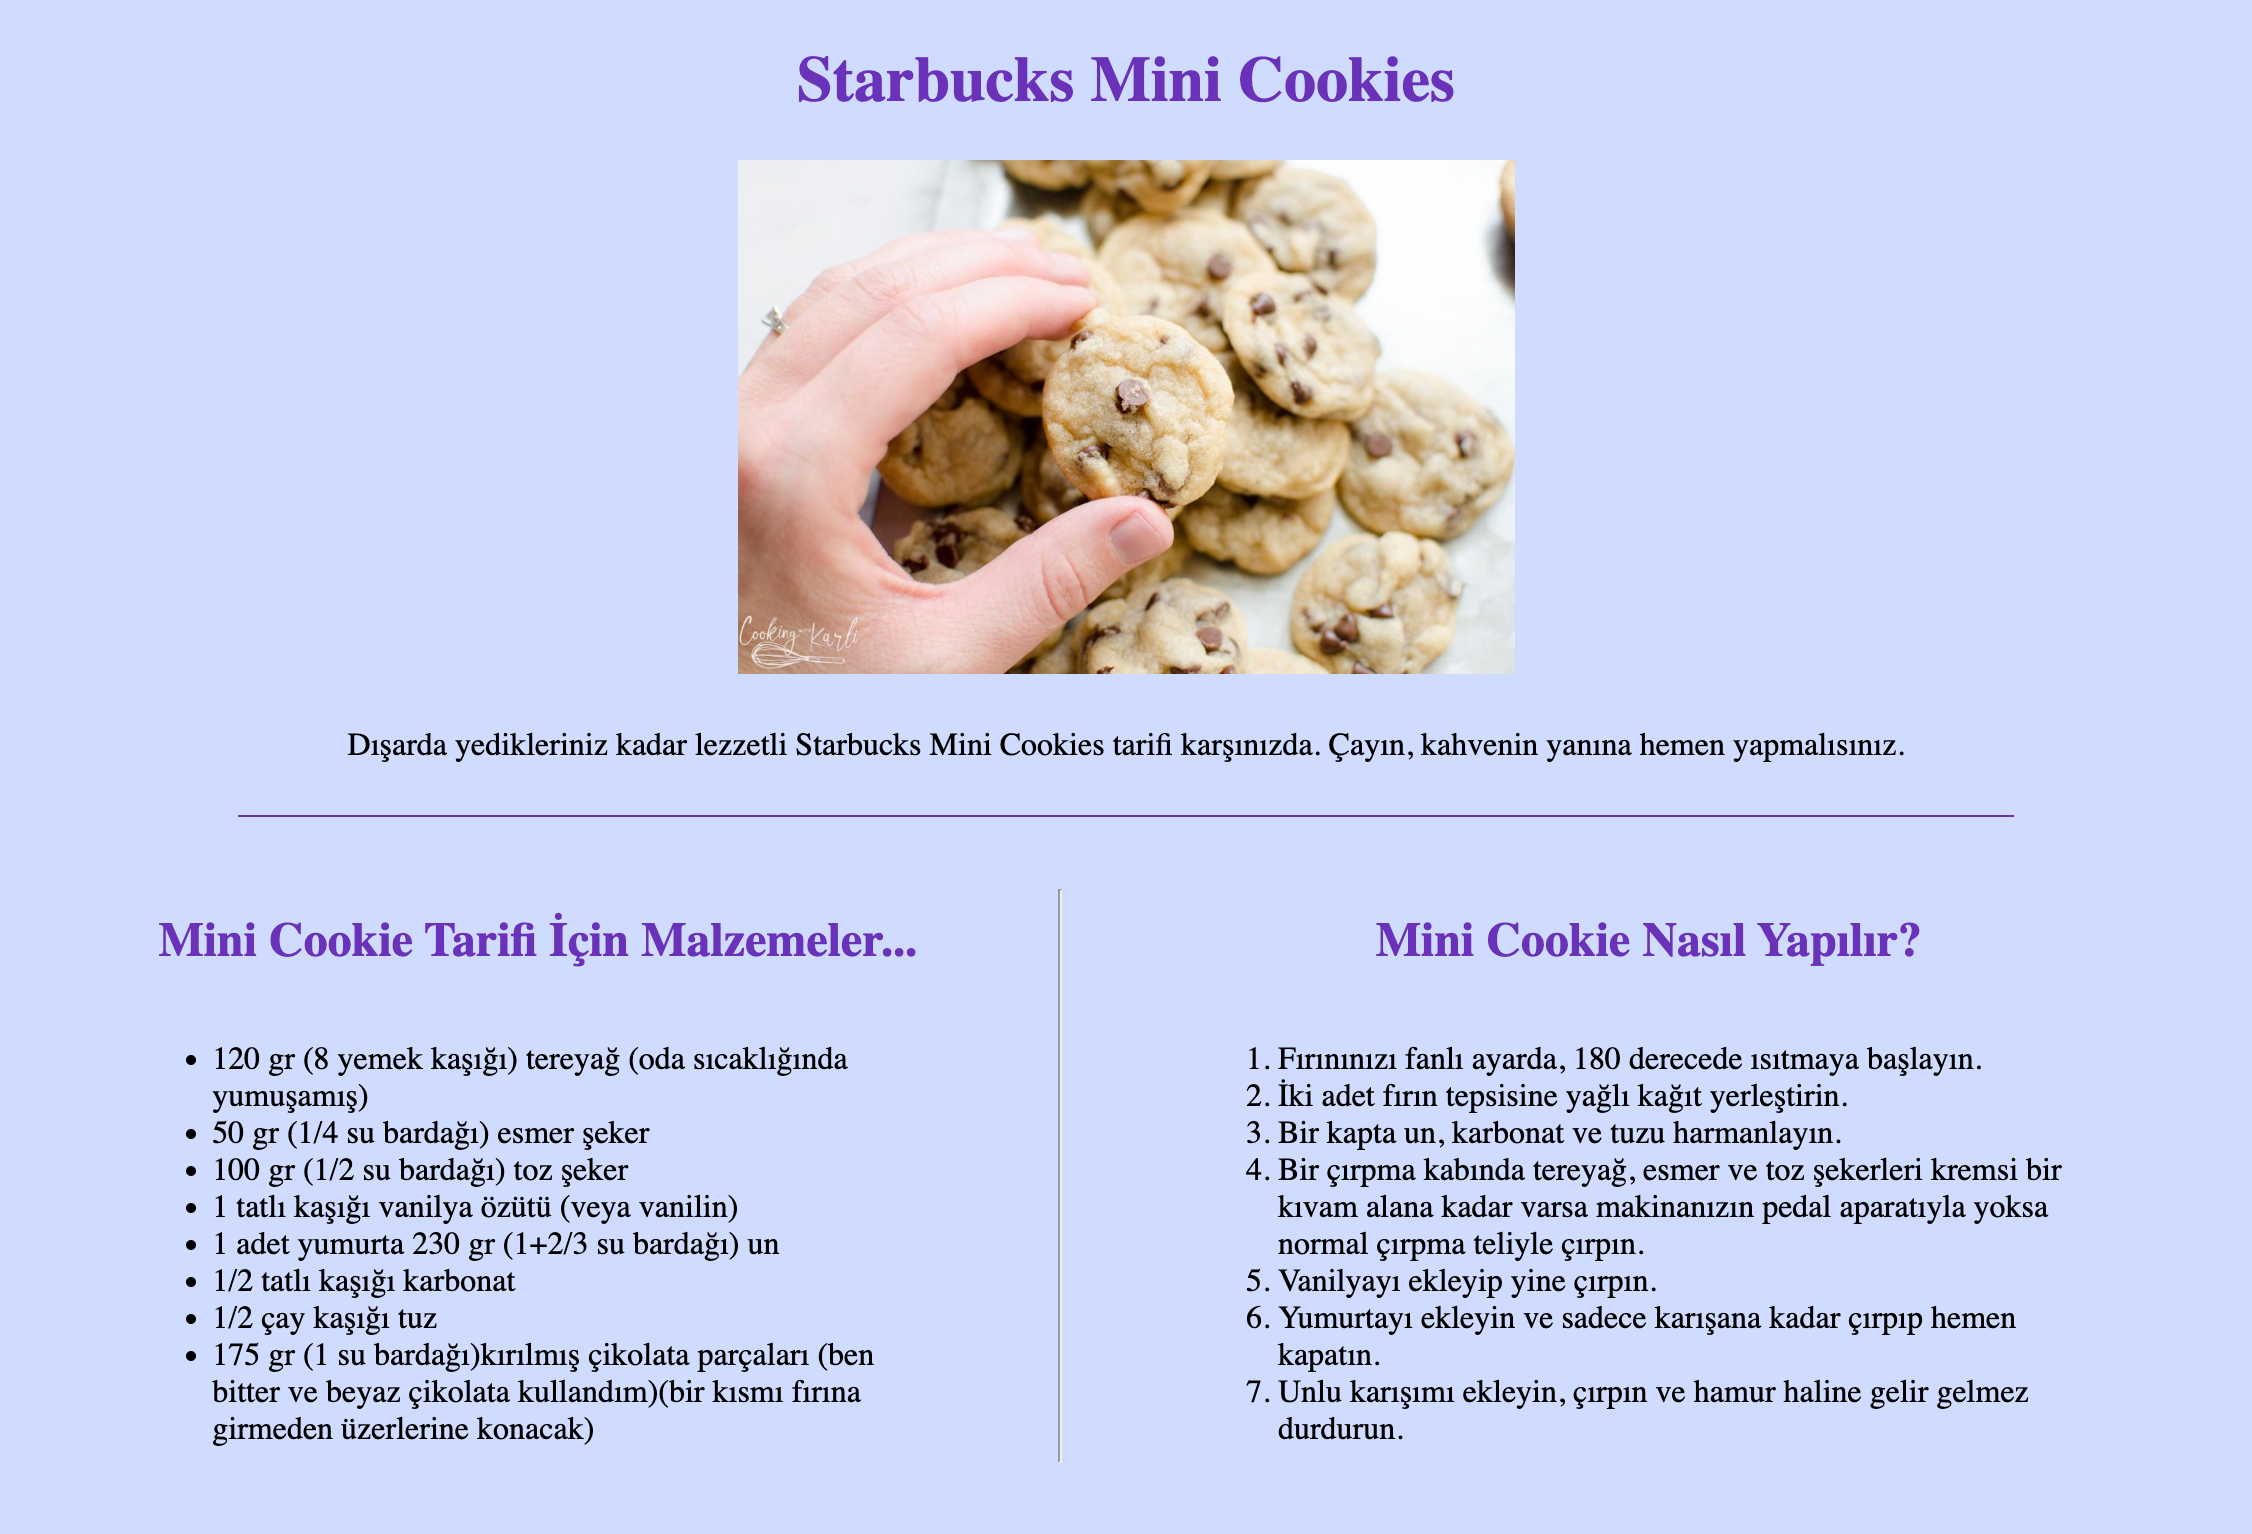 Starbucks Mini Cookies
Cooking with Karli
Dışarda yedikleriniz kadar lezzetli Starbucks Mini Cookies tarifi karşınızda. Çayın, kahvenin yanına hemen yapmalısınız.
Mini Cookie Tarifi İçin Malzemeler...
• 120 gr (8 yemek kaşığı) tereyağ (oda sıcaklığında
yumuşamış)
• 50 gr (1/4 su bardağı) esmer şeker
• 100 gr (1/2 su bardağı) toz şeker
• 1 tatlı kaşığı vanilya özütü (veya vanilin)
• 1 adet yumurta 230 gr (1+2/3 su bardağı) un
• 1/2 tatlı kaşığı karbonat
• 1/2 çay kaşığı tuz
• 175 gr (1 su bardağı)kırılmış çikolata parçaları (ben
bitter ve beyaz çikolata kullandım)(bir kısmı fırına
girmeden üzerlerine konacak)
Mini Cookie Nasıl Yapılır?
1. Fırınınızı fanlı ayarda, 180 derecede ısıtmaya başlayın.
2. İki adet fırın tepsisine yağlı kağıt yerleştirin.
3. Bir kapta un, karbonat ve tuzu harmanlayın.
4. Bir çırpma kabında tereyağ, esmer ve toz şekerleri kremsi bir
kıvam alana kadar varsa makinanızın pedal aparatıyla yoksa
normal çırpma teliyle çırpın.
5. Vanilyayı ekleyip yine çırpın.
6. Yumurtayı ekleyin ve sadece karışana kadar çırpıp hemen
kapatın.
7. Unlu karışımı ekleyin, çırpın ve hamur haline gelir gelmez
durdurun.